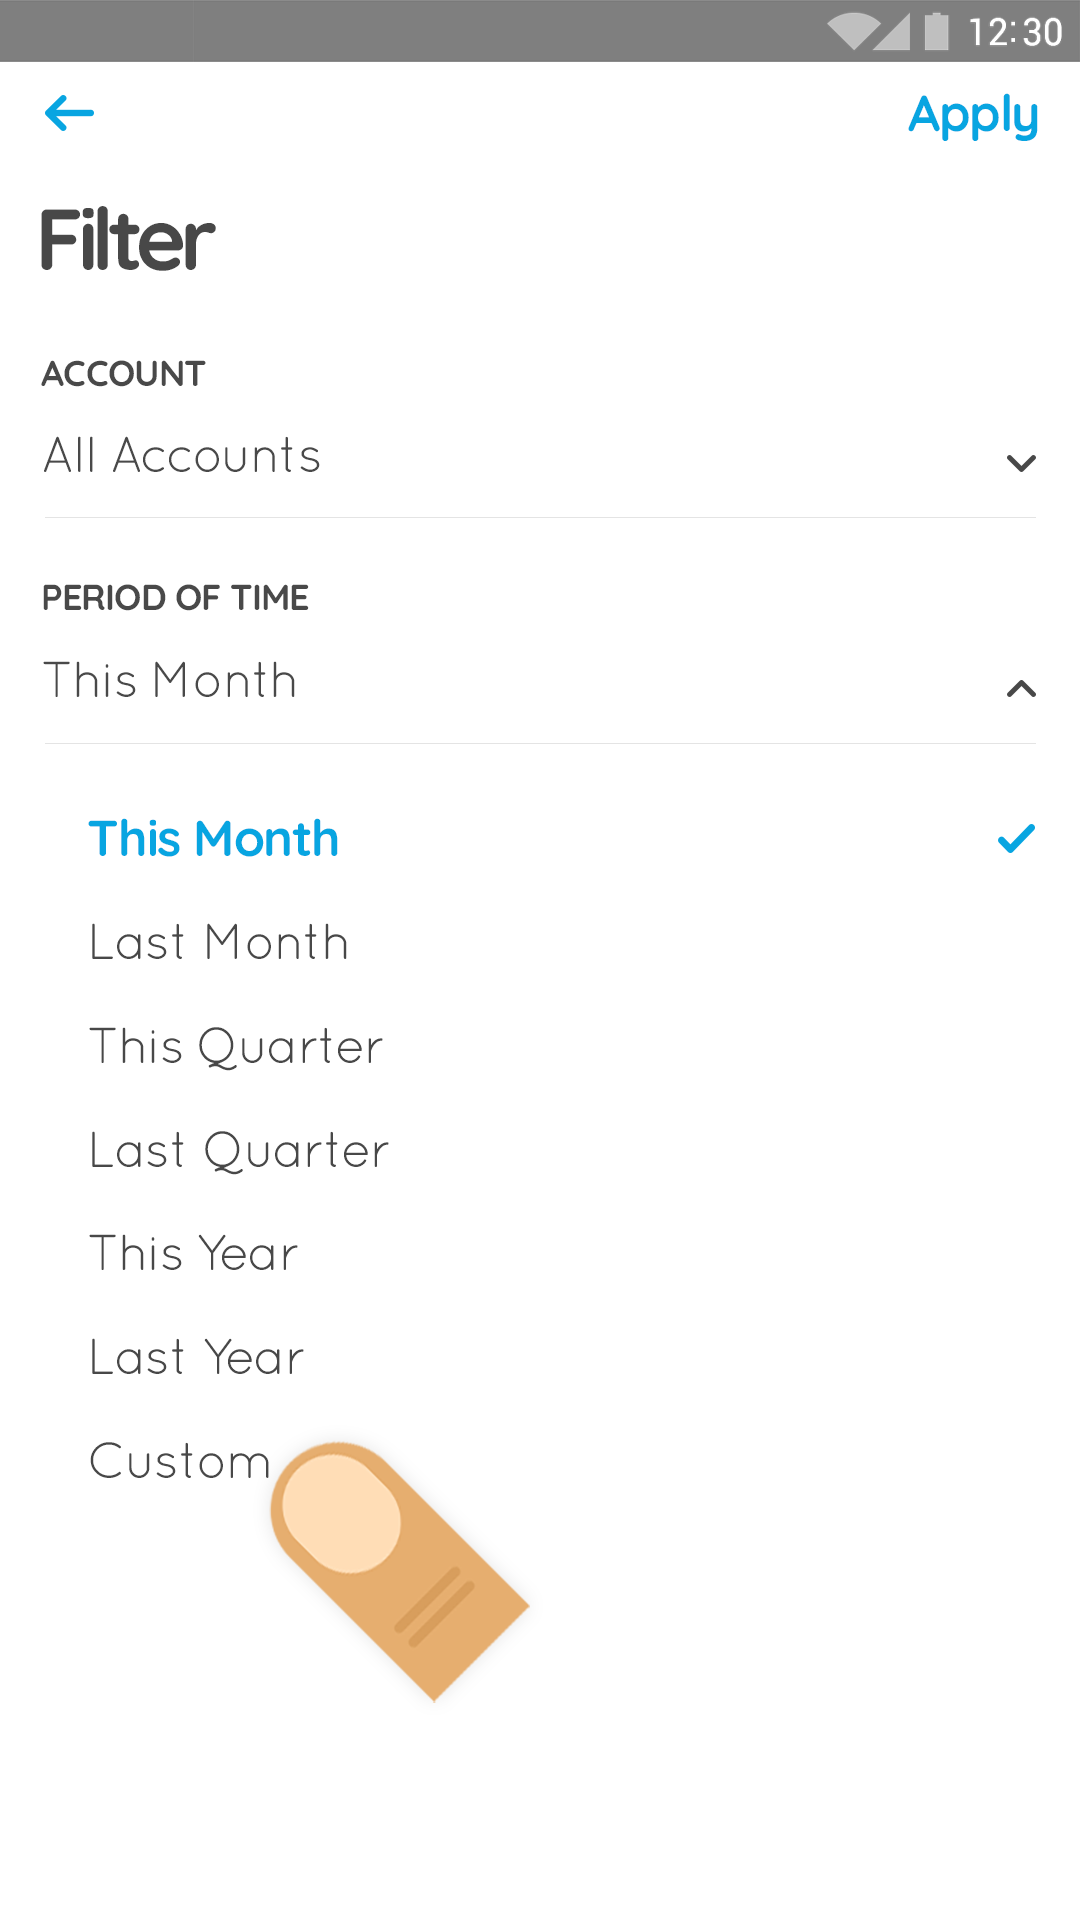 12:30
Apply
Filter
ACCOUNT
All Accounts
PERIOD OF TIME
This Month
This Month
Last Month
This Quarter
Last Quarter
This Year
Last Year
Custom